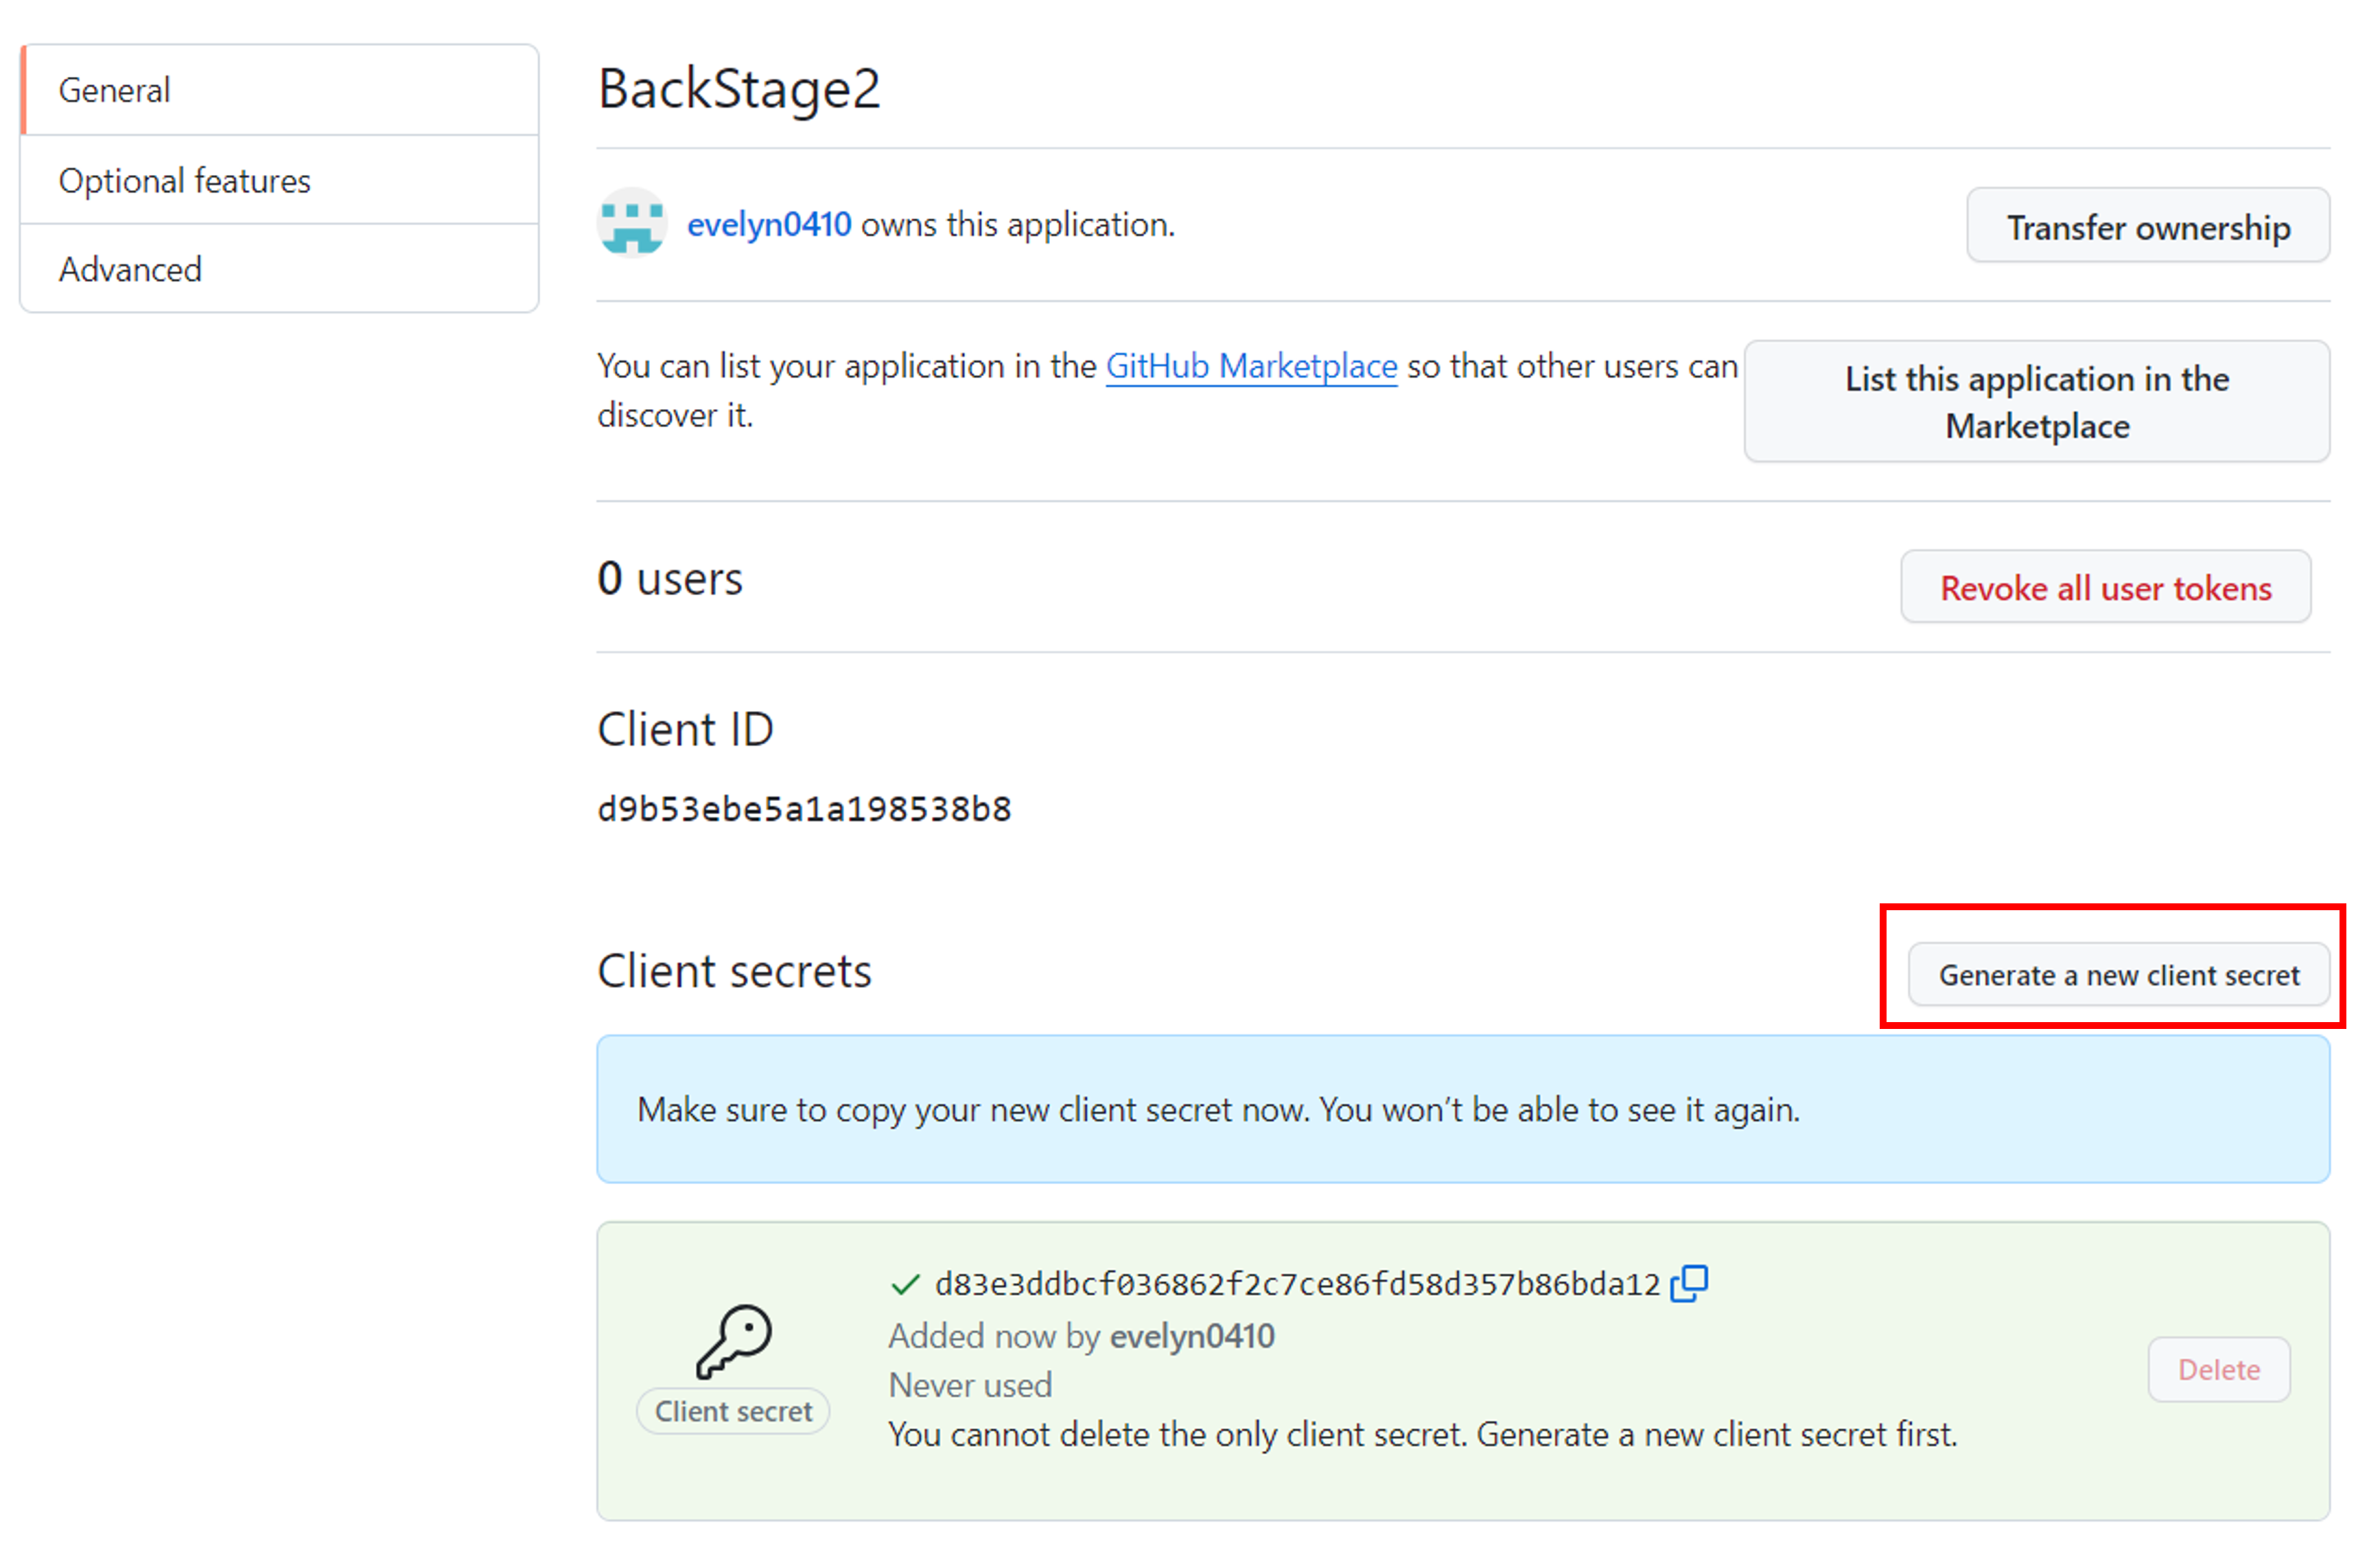 General
Optional features
Advanced
BackStage2
evelyn0410 owns this application.
Transfer ownership
You can list your application in the GitHub Marketplace so that other users can
discover it.
List this application in the
Marketplace
0 users
Revoke all user tokens
Client ID
d9b53ebe5a1a198538b8
Client secrets
Generate a new client secret
Make sure to copy your new client secret now. You won’t be able to see it again.
d83e3ddbcf036862f2c7ce86fd58d357b86bda12
Added now by evelyn0410
Never used
You cannot delete the only client secret. Generate a new client secret first.
Client secret
Delete